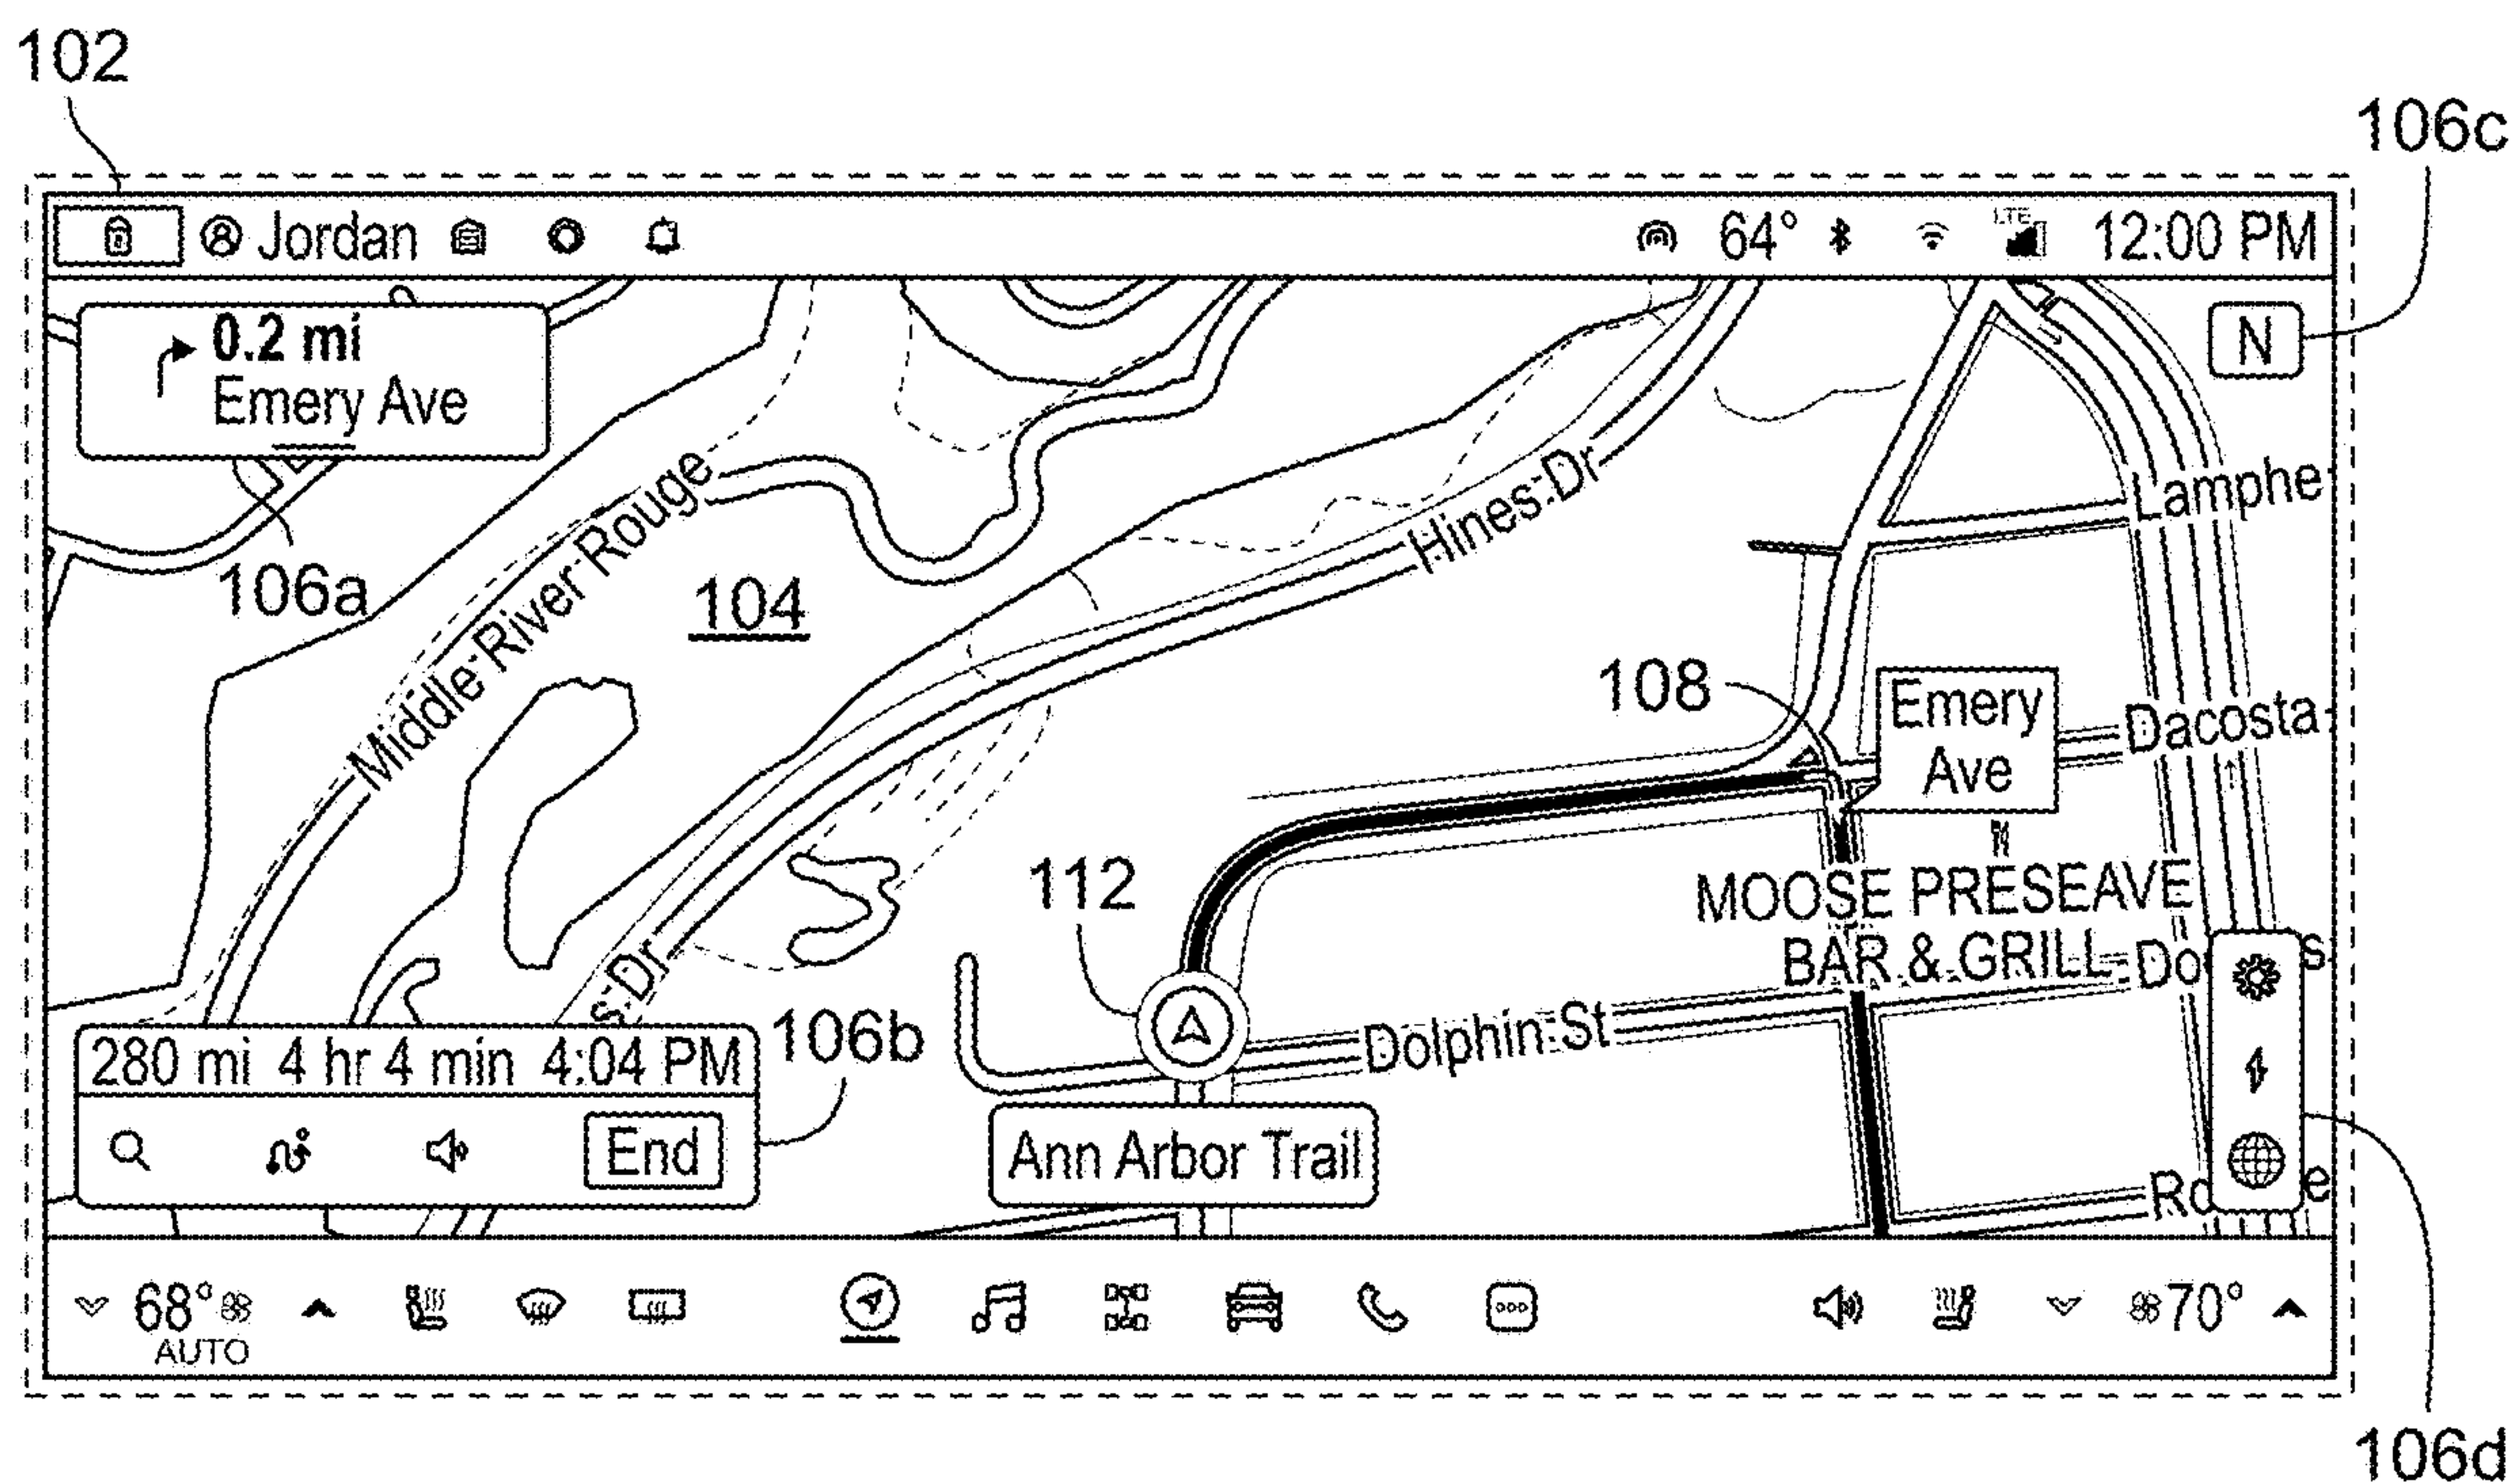 102
106c
Jordan
64°
LTE
12:00 PM
0.2 mi
Emery Ave
N
106a
Middle River Rouge
104
Hines Dr
Lamphe
108
Emery
Ave
Dacosta
112
MOOSE PRESEAVE
BAR & GRILL
Do s
s Dr
106b
Dolphin St
280 mi 4 hr 4 min 4:04 PM
End
Ann Arbor Trail
Ro e
68°
AUTO
70°
106d